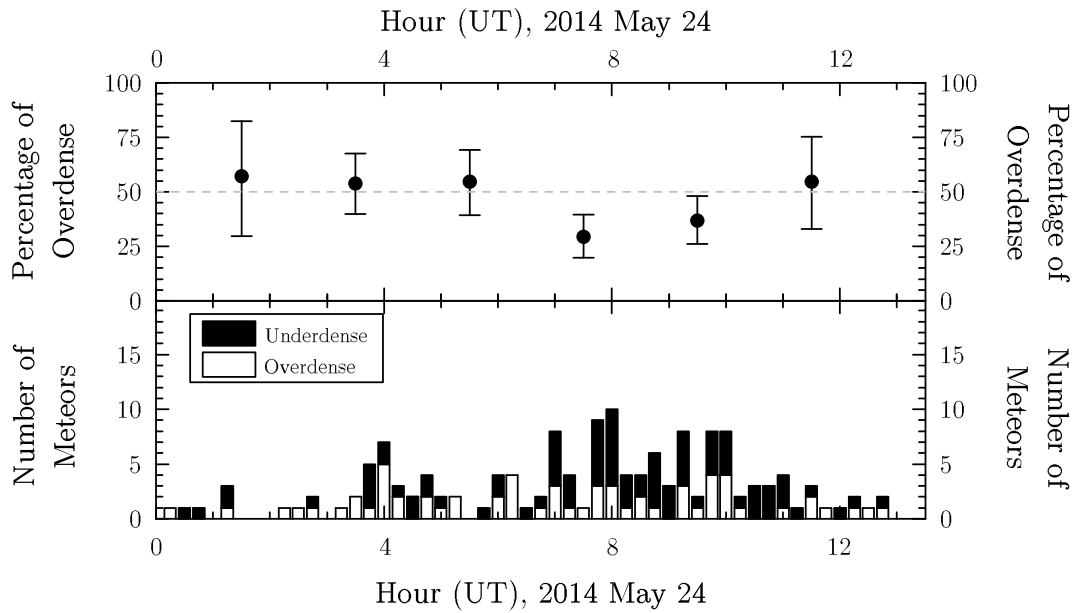 Hour (UT), 2014 May 24
0 4 8 12
Percentage of
Overdense
100
75
50
25
0
100
75
50
25
0
Percentage of
Overdense
Number of
Meteors
15
10
5
0
Underdense
Overdense
15
10
5
0
Number of
Meteors
0 4 8 12
Hour (UT), 2014 May 24